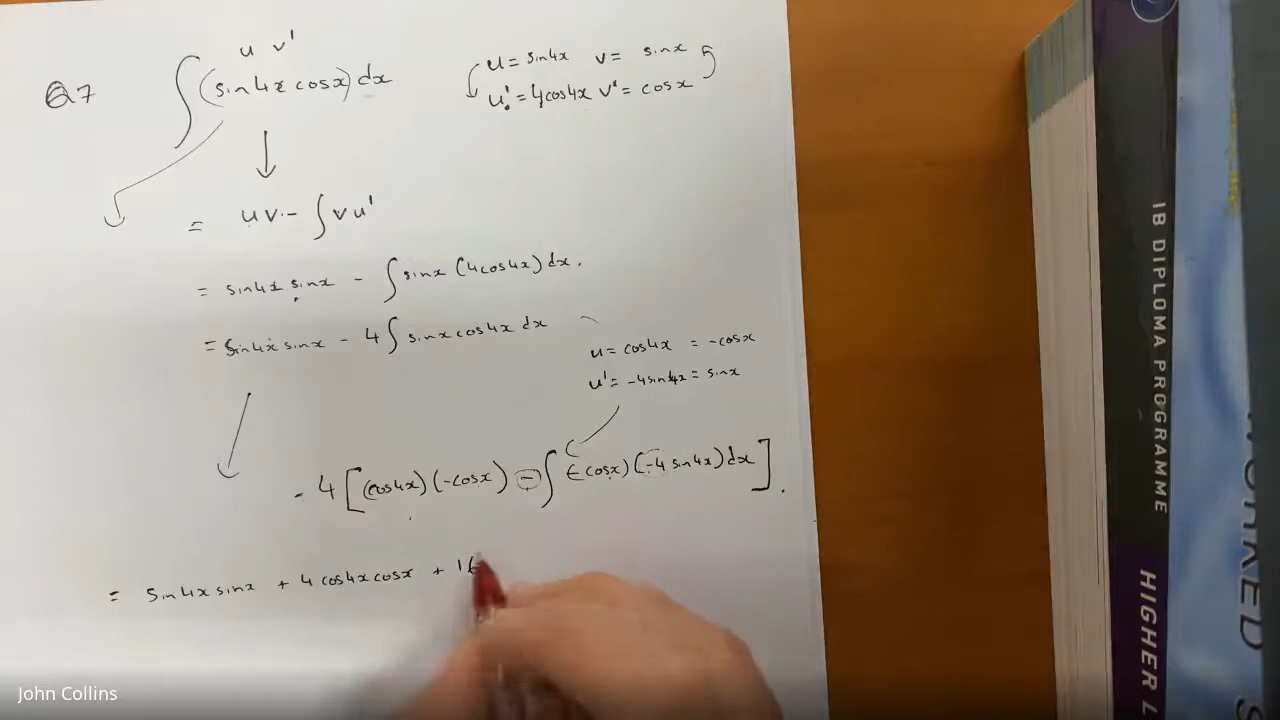 u v'
Q7 ∫(sin4x cosx)dx
u = sin4x v = sinx
u' = 4cos4x v' = cosx
= uv - ∫vu'
= sin4x sinx - ∫sinx (4cos4x) dx.
= sin4x sinx - 4∫sinx cos4x dx
u = cos4x = -cosx
u' = -4sin4x = sinx
- 4[(cos4x)(-cosx) - ∫(-cosx)(-4sin4x)dx].
= sin4x sinx + 4cos4x cosx + 16
IB DIPLOMA PROGRAMME
HIGHER L
WORKED S
John Collins